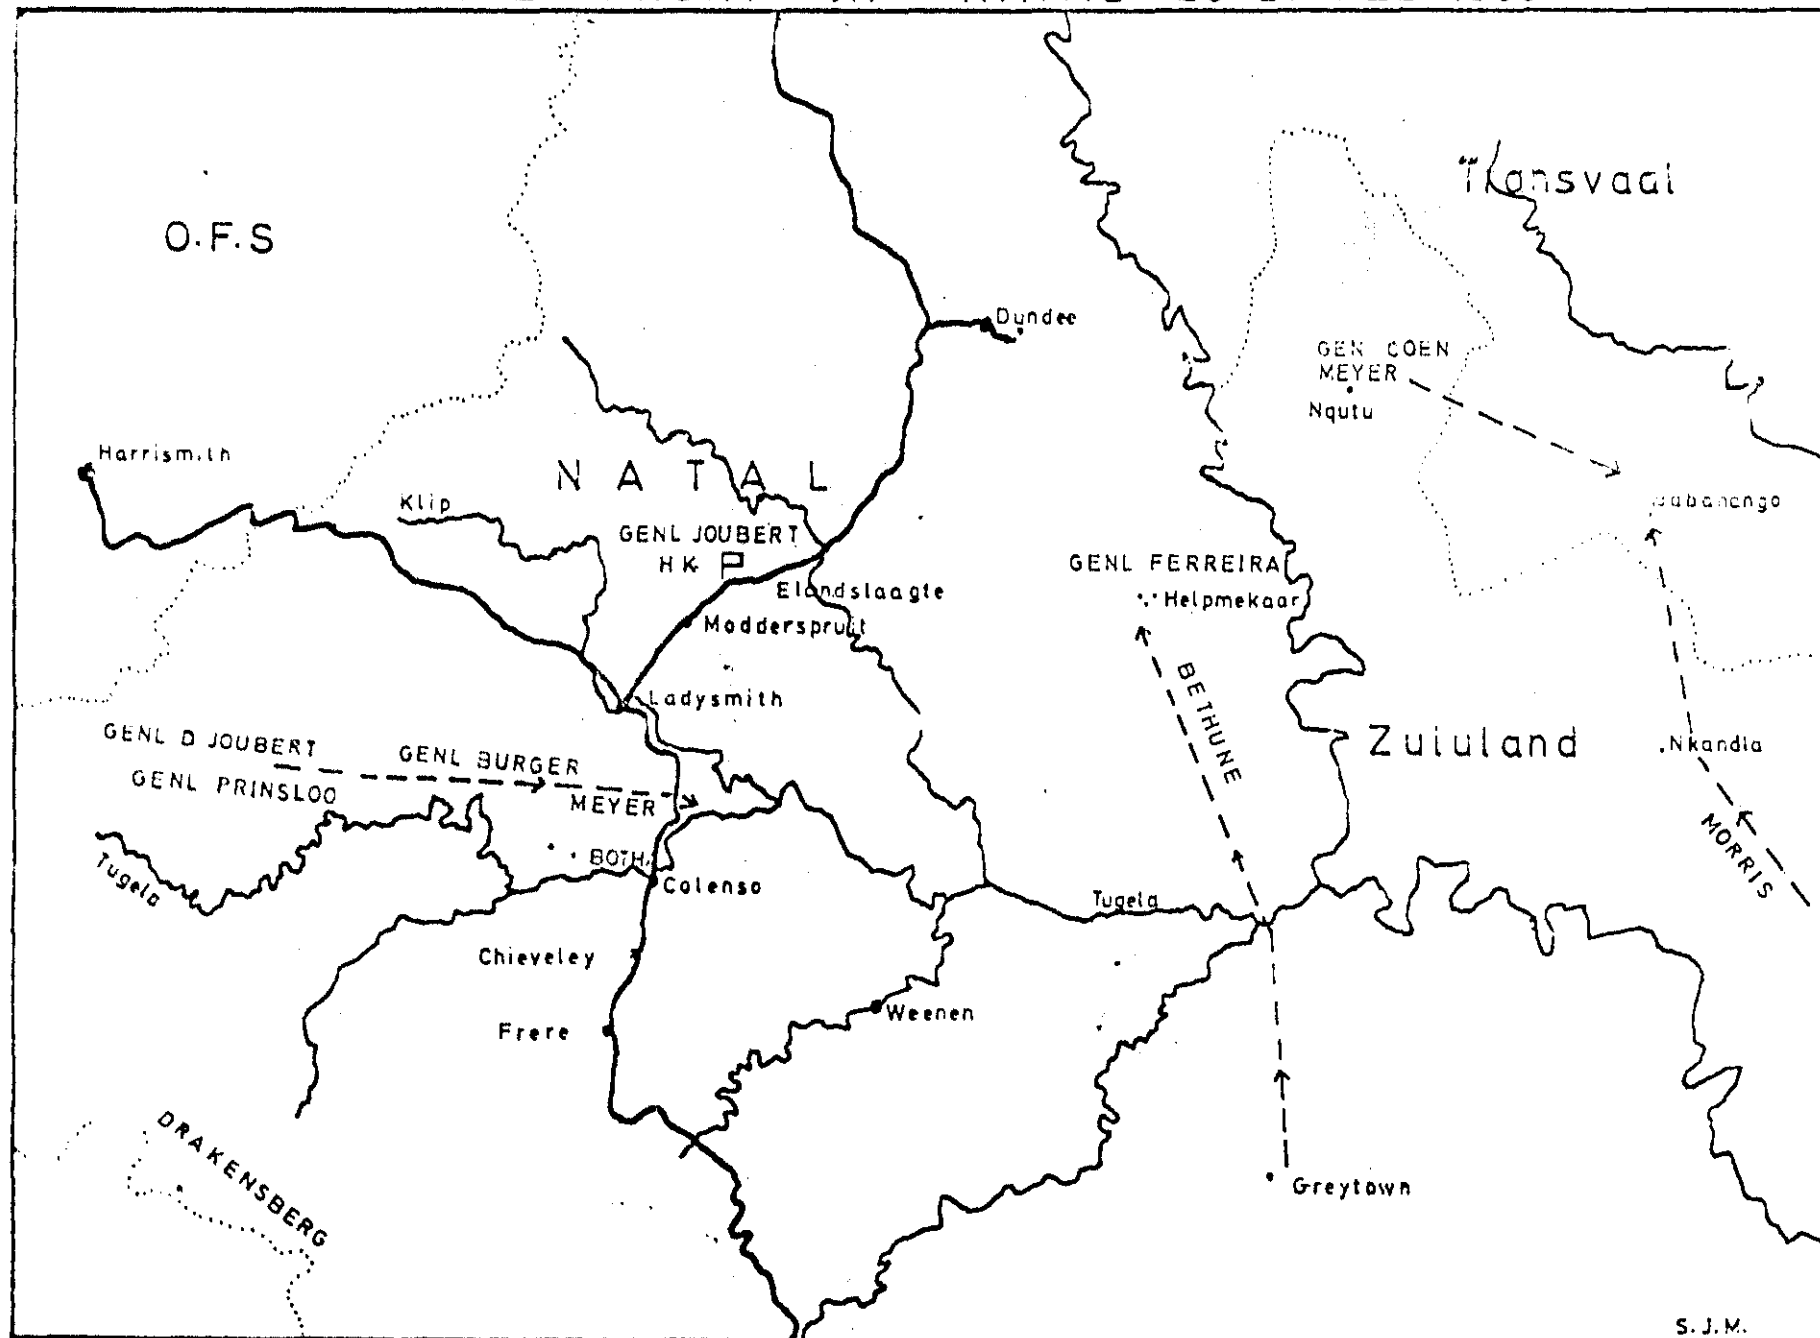 O.F.S
Transvaal
Dundee
GEN COEN
MEYER
Nqutu
Harrismith
NATAL
Klip
GENL JOUBERT
HK
Elandslaagte
Modderspruit
GENL FERREIRA
Helpmekaar
Ladysmith
BETHUNE
Zululand
Nkandla
GENL D JOUBERT
GENL BURGER
GENL PRINSLOO
MEYER
MORRIS
BOTHA
Tugela
Colenso
Tugela
Chieveley
Weenen
Frere
DRAKENSBERG
Greytown
S.J.M.